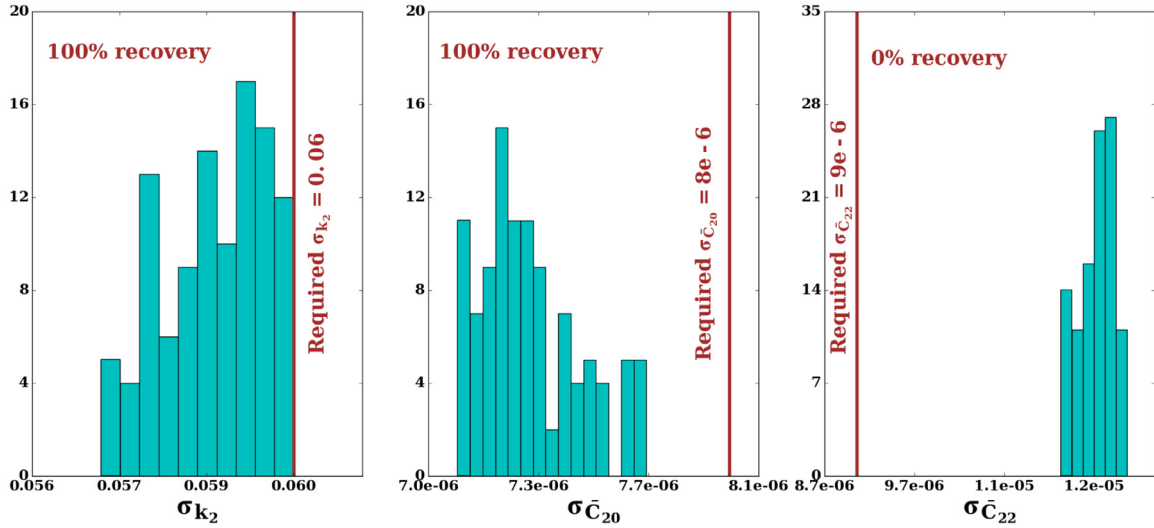 20
16
12
8
4
0
100% recovery
Required σk₂ = 0.06
0.056
0.057
0.059
0.060
σk₂
20
16
12
8
4
0
100% recovery
Required σC̄₂₀ = 8e - 6
7.0e-06
7.3e-06
7.7e-06
8.1e-06
σC̄₂₀
35
28
21
14
7
0
0% recovery
Required σC̄₂₂ = 9e - 6
8.7e-06
9.7e-06
1.1e-05
1.2e-05
σC̄₂₂